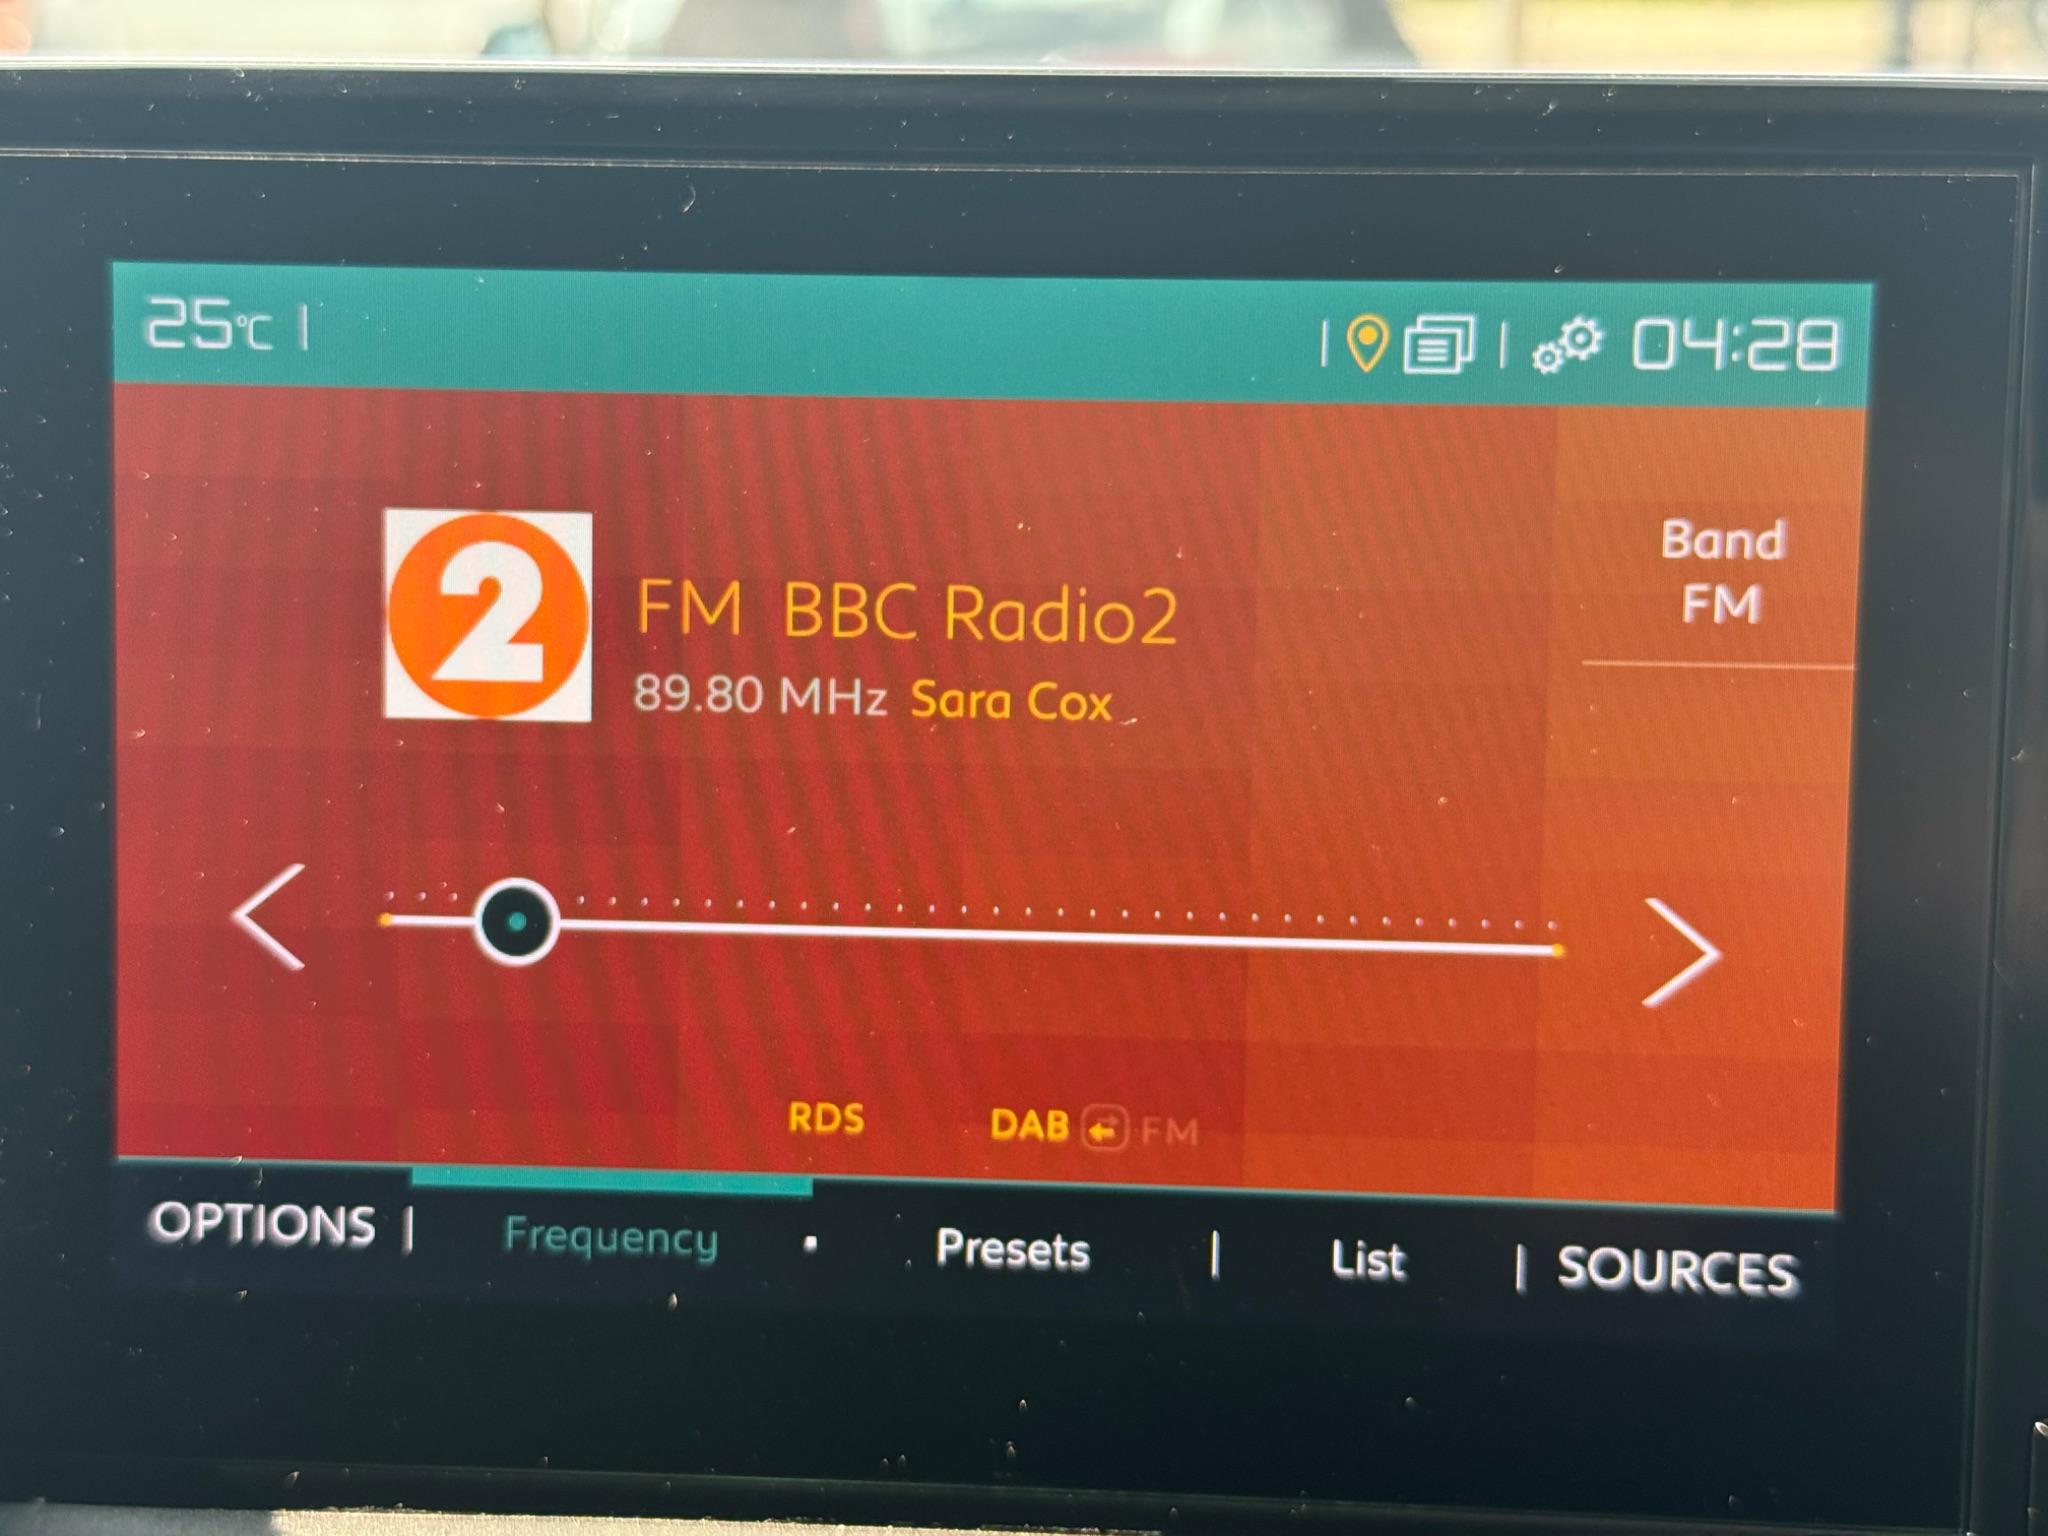 25°C
04:28
Band
FM
2
FM BBC Radio2
89.80 MHz Sara Cox
RDS
DAB FM
OPTIONS Frequency Presets List SOURCES